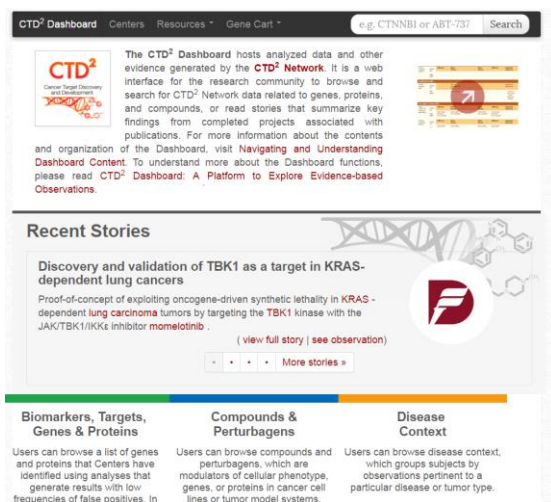 CTD² Dashboard Centers Resources Gene Cart e.g. CTNNB1 or ABT-737 Search
CTD²
Cancer Target Discovery
and Development
The CTD² Dashboard hosts analyzed data and other
evidence generated by the CTD² Network. It is a web
interface for the research community to browse and
search for CTD² Network data related to genes, proteins,
and compounds, or read stories that summarize key
findings from completed projects associated with
publications. For more information about the contents
and organization of the Dashboard, visit Navigating and Understanding
Dashboard Content. To understand more about the Dashboard functions,
please read CTD² Dashboard: A Platform to Explore Evidence-based
Observations.
Recent Stories
Discovery and validation of TBK1 as a target in KRAS-
dependent lung cancers
Proof-of-concept of exploiting oncogene-driven synthetic lethality in KRAS -
dependent lung carcinoma tumors by targeting the TBK1 kinase with the
JAK/TBK1/IKKε inhibitor momelotinib .
( view full story | see observation)
More stories »
Biomarkers, Targets,
Genes & Proteins
Users can browse a list of genes
and proteins that Centers have
identified using analyses that
generate results with low
frequencies of false positives. In
Compounds &
Perturbagens
Users can browse compounds and
perturbagens, which are
modulators of cellular phenotype,
genes, or proteins in cancer cell
lines or tumor model systems.
Disease
Context
Users can browse disease context,
which groups subjects by
observations pertinent to a
particular disease or tumor type.